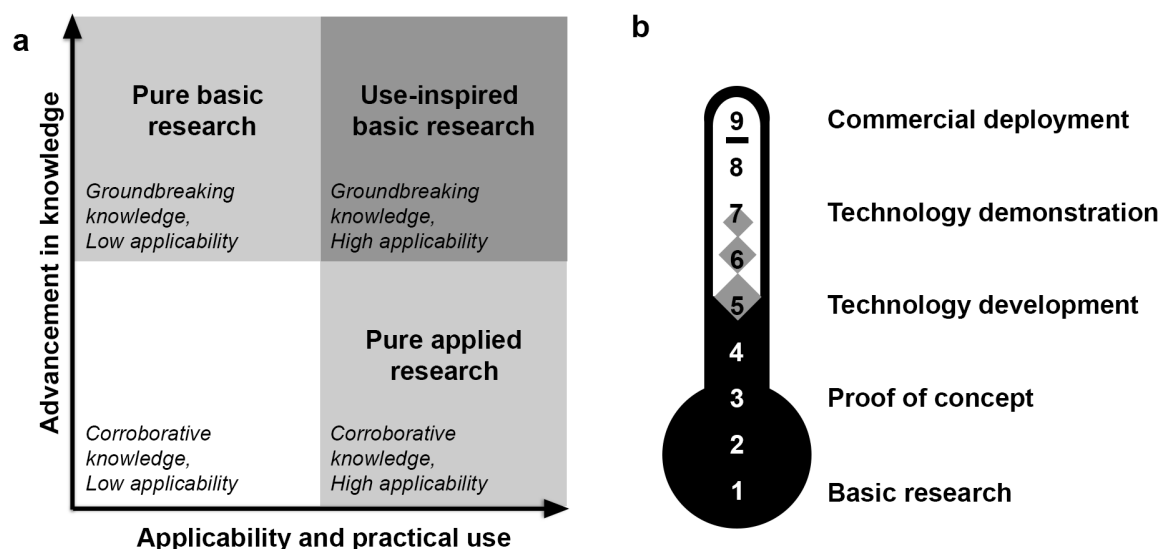 a
Advancement in knowledge
Pure basic
research
Groundbreaking
knowledge,
Low applicability
Use-inspired
basic research
Groundbreaking
knowledge,
High applicability
Corroborative
knowledge,
Low applicability
Pure applied
research
Corroborative
knowledge,
High applicability
Applicability and practical use
b
9 Commercial deployment
8
7 Technology demonstration
6
5 Technology development
4
3 Proof of concept
2
1 Basic research